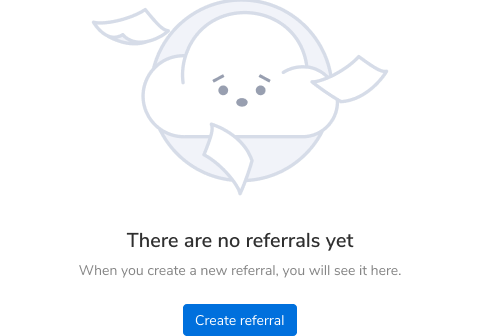 There are no referrals yet
When you create a new referral, you will see it here.
Create referral